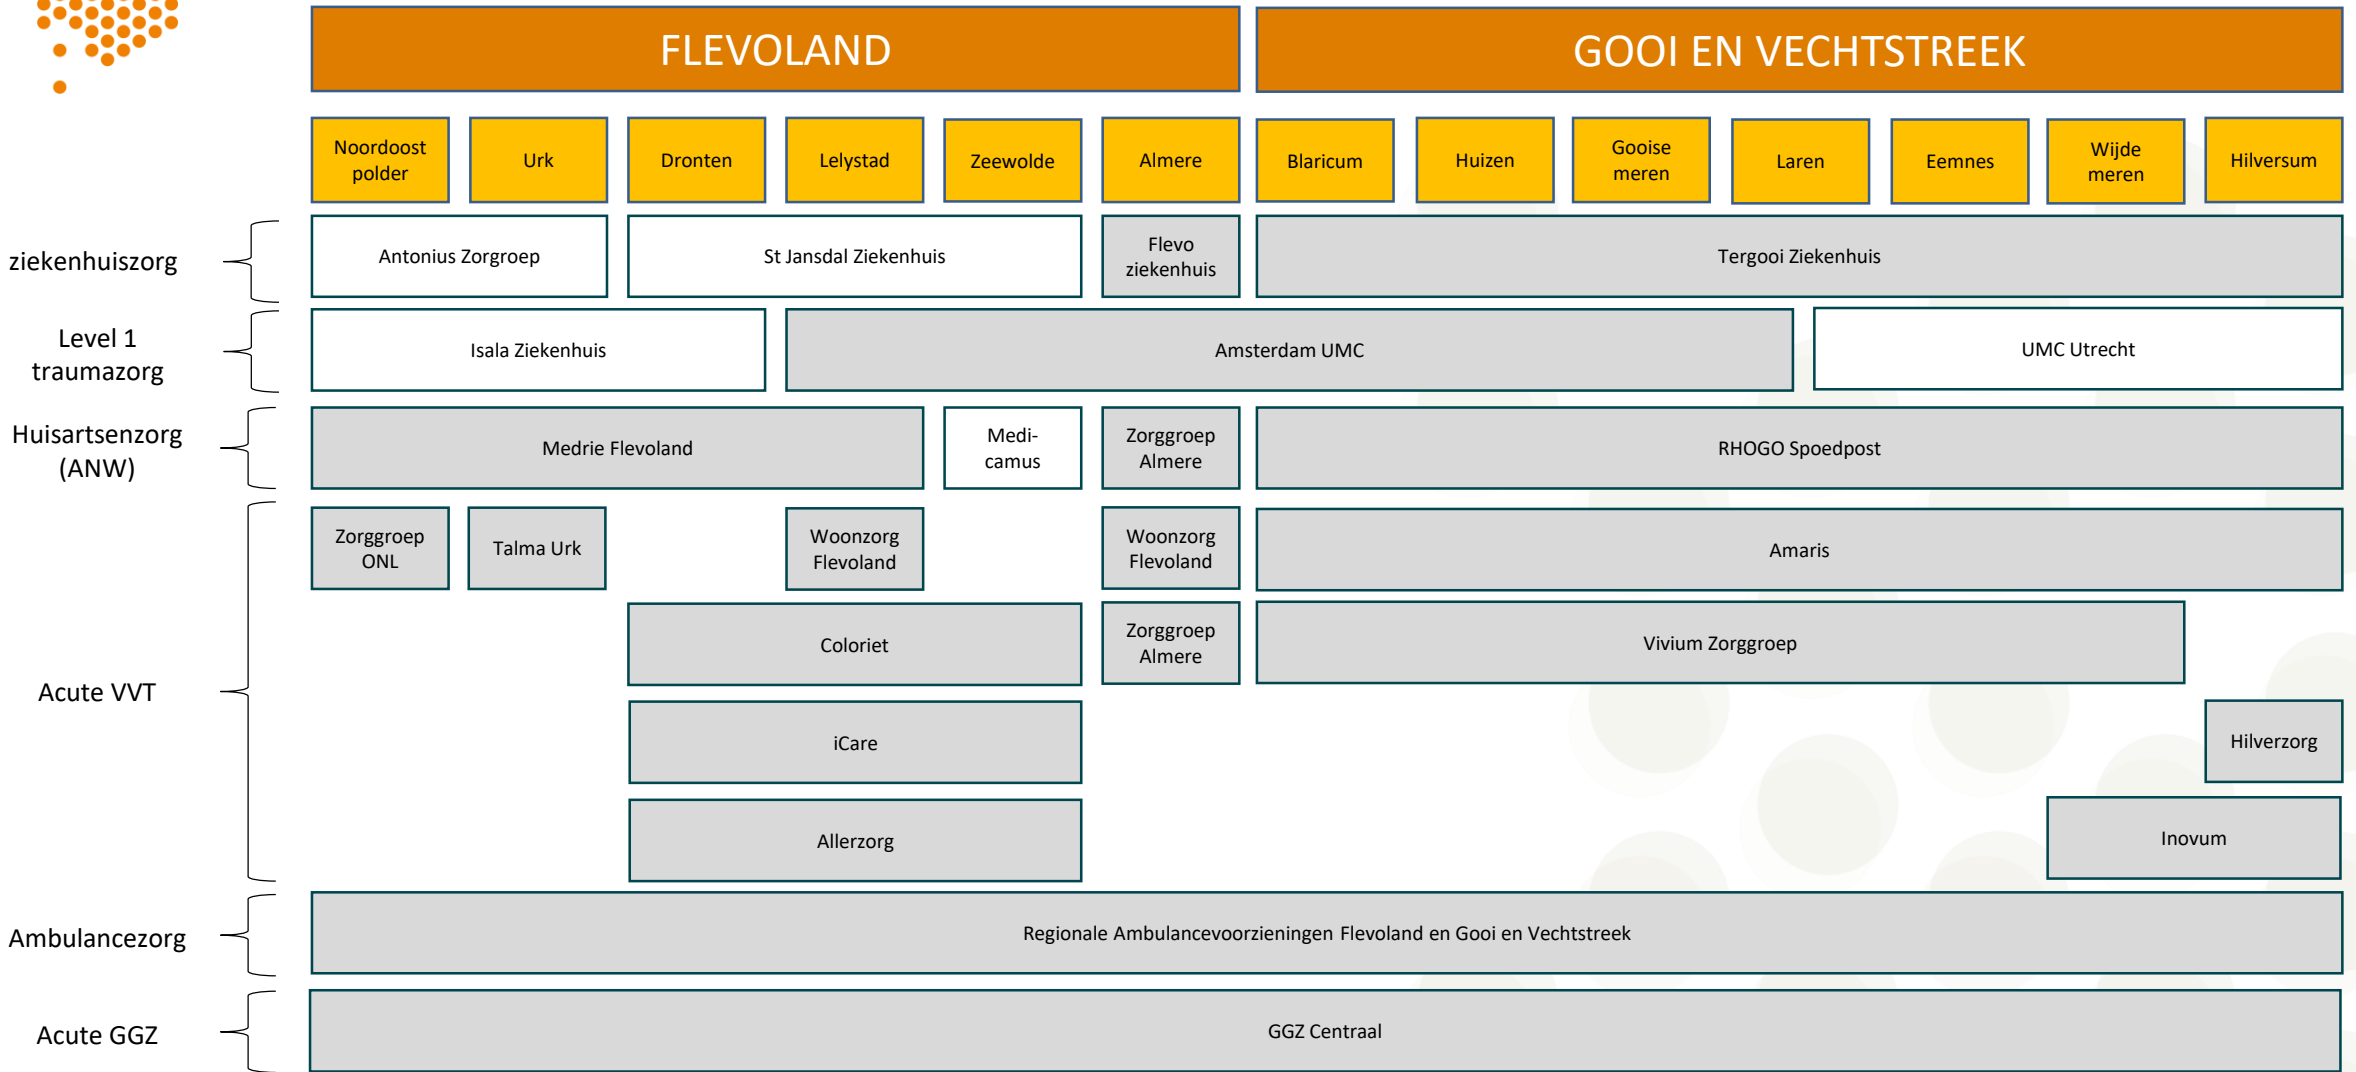 FLEVOLAND
GOOI EN VECHTSTREEK
Noordoost
polder
Urk
Dronten
Lelystad
Zeewolde
Almere
Blaricum
Huizen
Gooise
meren
Laren
Eemnes
Wijde
meren
Hilversum
ziekenhuiszorg
Antonius Zorgroep
St Jansdal Ziekenhuis
Flevo
ziekenhuis
Tergooi Ziekenhuis
Level 1
traumazorg
Isala Ziekenhuis
Amsterdam UMC
UMC Utrecht
Huisartsenzorg
(ANW)
Medrie Flevoland
Medi-
camus
Zorggroep
Almere
RHOGO Spoedpost
Acute VVT
Zorggroep
ONL
Talma Urk
Woonzorg
Flevoland
Woonzorg
Flevoland
Amaris
Coloriet
Zorggroep
Almere
Vivium Zorggroep
iCare
Hilverzorg
Allerzorg
Inovum
Ambulancezorg
Regionale Ambulancevoorzieningen Flevoland en Gooi en Vechtstreek
Acute GGZ
GGZ Centraal